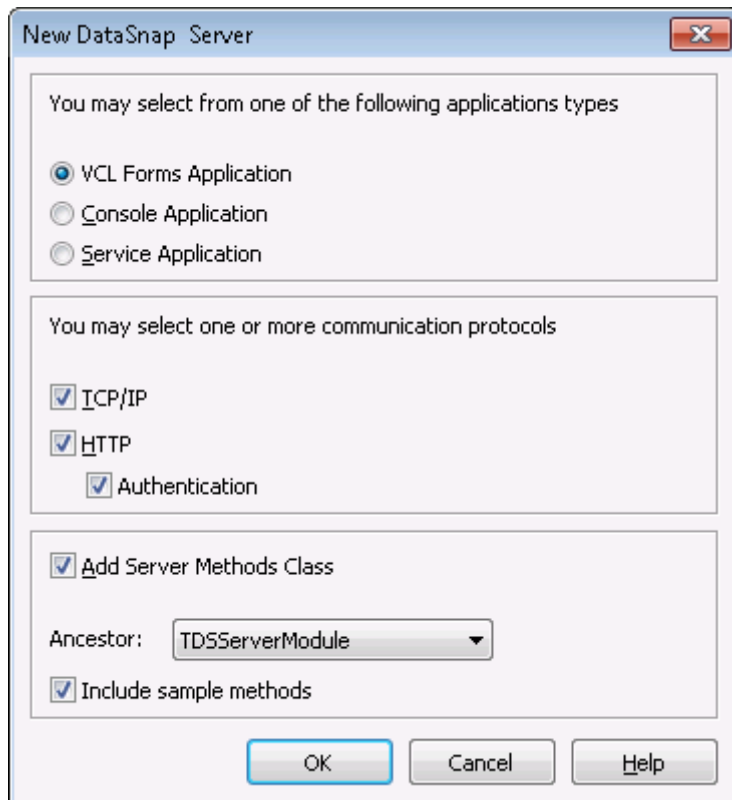 New DataSnap  Server
You may select from one of the following applications types
VCL Forms Application
Console Application
Service Application
You may select one or more communication protocols
TCP/IP
HTTP
Authentication
Add Server Methods Class
Ancestor: TDSServerModule
Include sample methods
OK Cancel Help